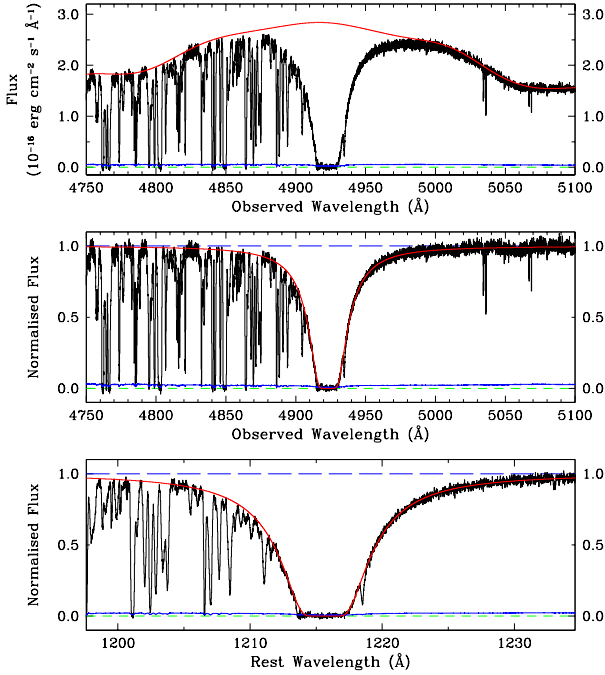 3.0 3.0
2.0 2.0
1.0 1.0
0.0 0.0
Flux
(10⁻¹⁶ erg cm⁻² s⁻¹ Å⁻¹)
4750 4800 4850 4900 4950 5000 5050 5100
Observed Wavelength (Å)
1.0 1.0
0.5 0.5
0.0 0.0
Normalised Flux
Normalised Flux
4750 4800 4850 4900 4950 5000 5050 5100
Observed Wavelength (Å)
1.0 1.0
0.5 0.5
0.0 0.0
Normalised Flux
Normalised Flux
1200 1210 1220 1230
Rest Wavelength (Å)